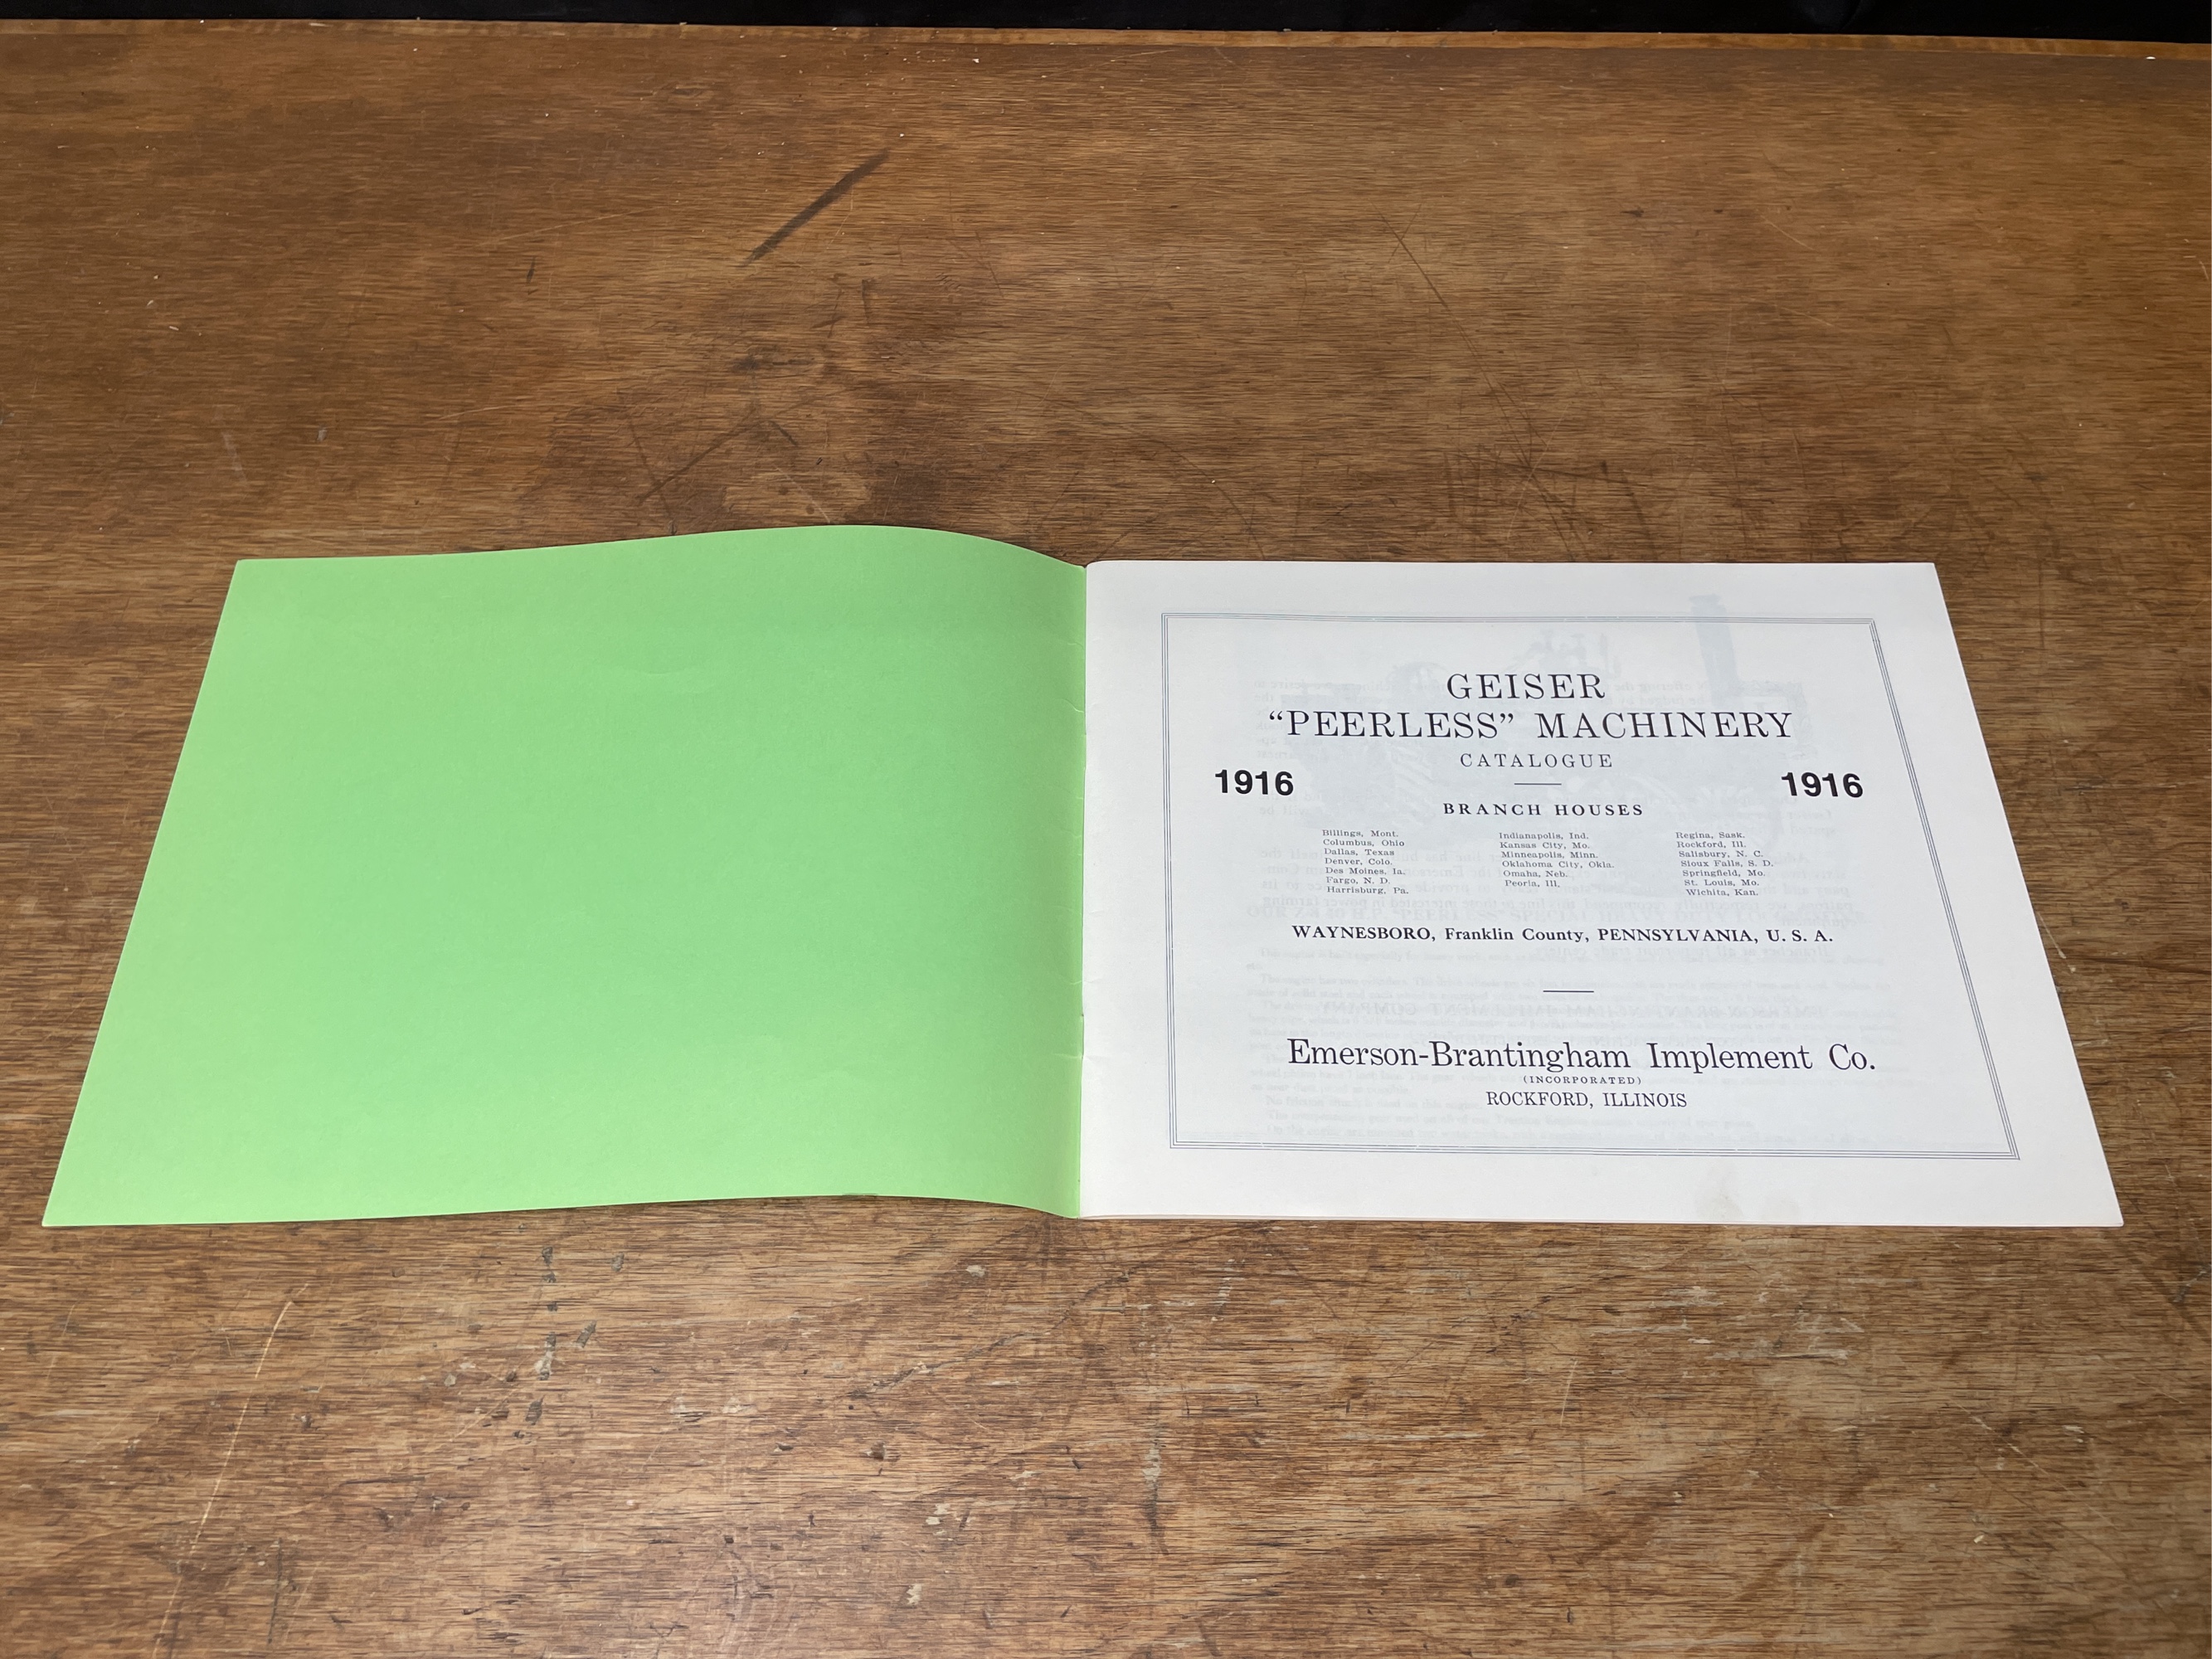 GEISER
“PEERLESS” MACHINERY
CATALOGUE
1916 1916
BRANCH HOUSES
Billings, Mont. Indianapolis, Ind. Regina, Sask.
Columbus, Ohio Kansas City, Mo. Rockford, Ill.
Dallas, Texas Minneapolis, Minn. Salisbury, N. C.
Denver, Colo. Oklahoma City, Okla. Sioux Falls, S. D.
Des Moines, Ia. Omaha, Neb. Springfield, Mo.
Fargo, N. D. Peoria, Ill. St. Louis, Mo.
Harrisburg, Pa. Wichita, Kan.
WAYNESBORO, Franklin County, PENNSYLVANIA, U. S. A.
Emerson-Brantingham Implement Co.
(INCORPORATED)
ROCKFORD, ILLINOIS